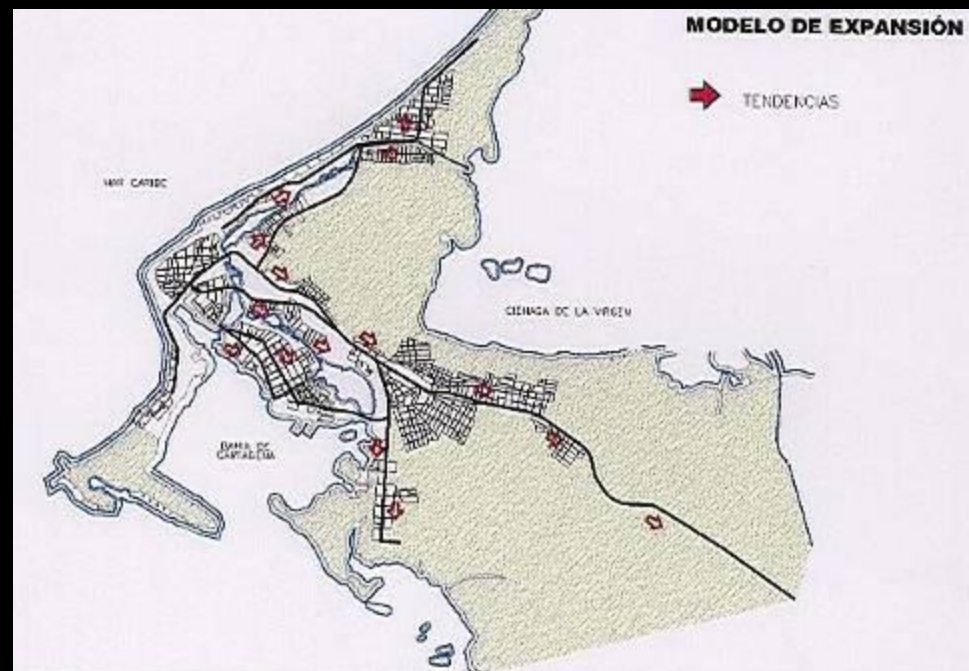 MODELO DE EXPANSIÓN
TENDENCIAS
MAR CARIBE
CIENAGA DE LA VIRGEN
BAHIA DE
CARTAGENA